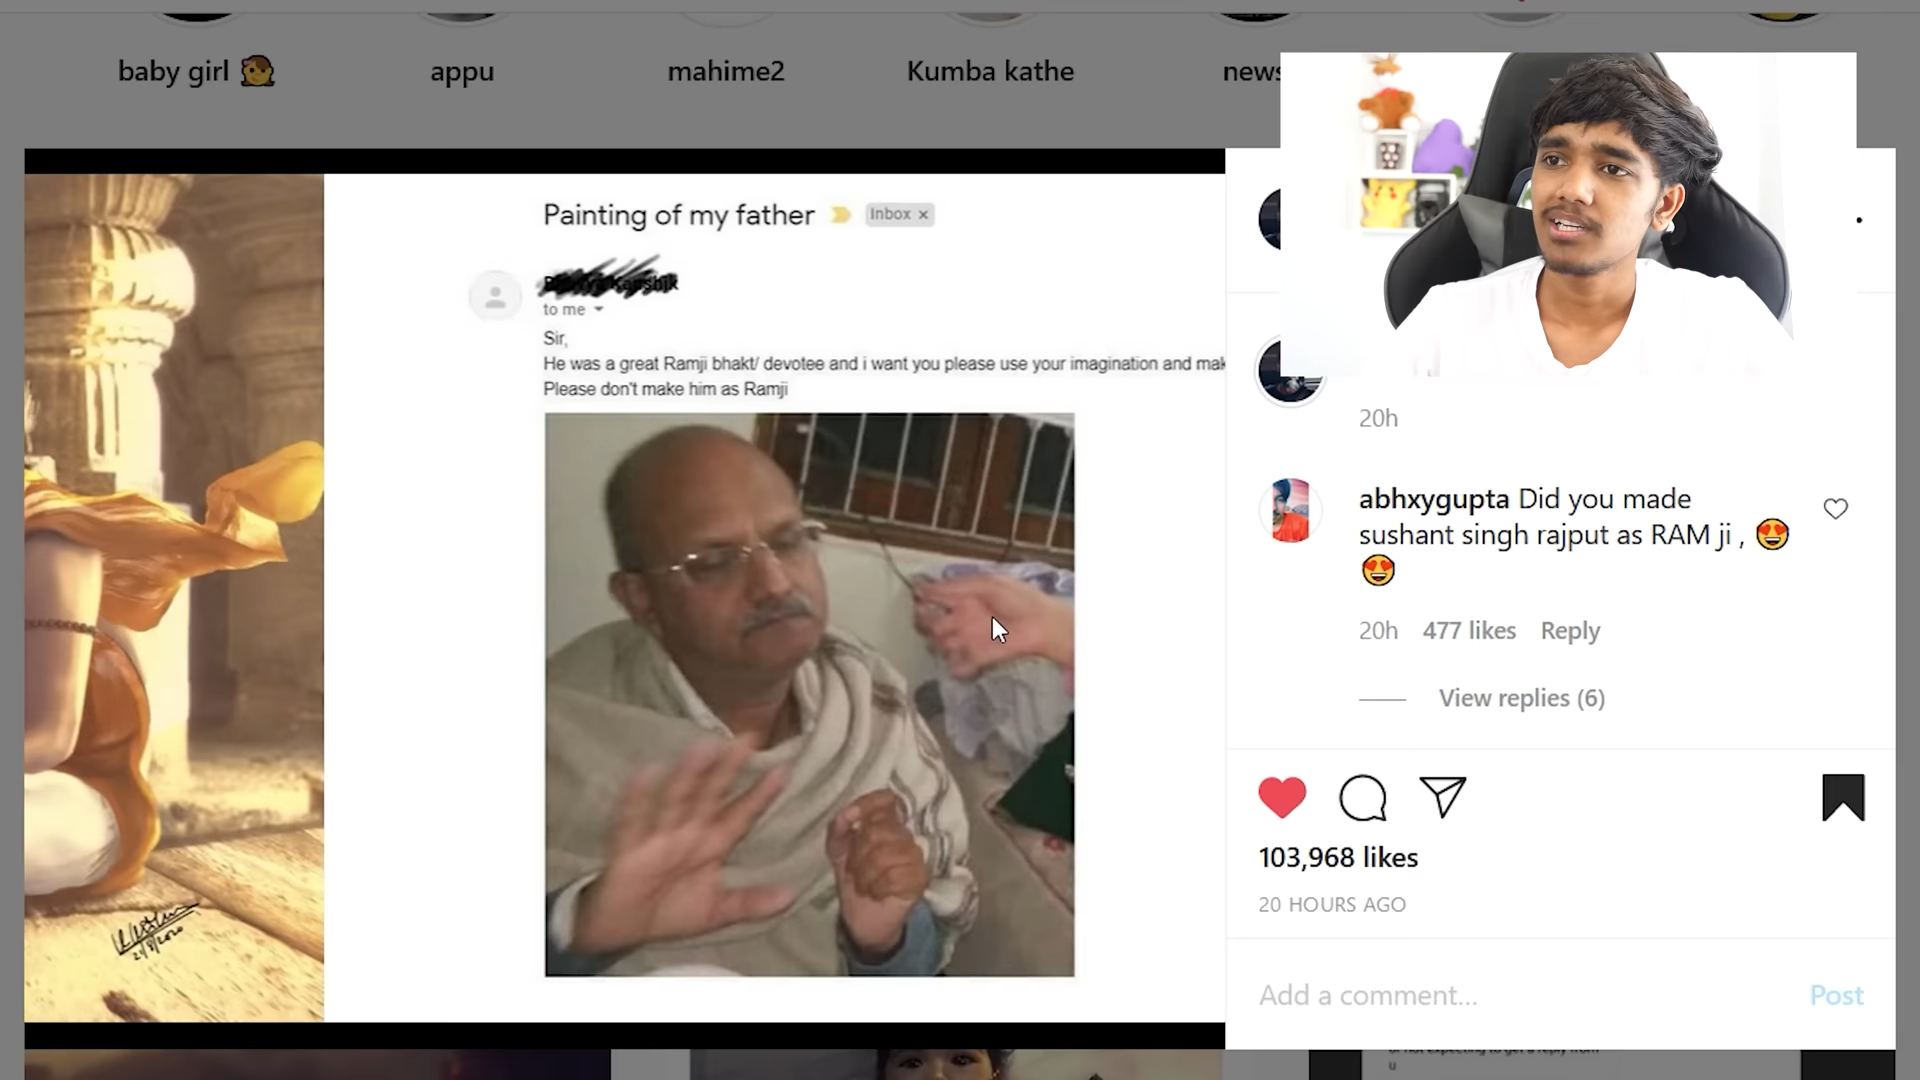 baby girl 👧
appu
mahime2
Kumba kathe
news
Painting of my father
Inbox ×
Kaushik
to me
Sir,
He was a great Ramji bhakt/ devotee and i want you please use your imagination and mak
Please don't make him as Ramji
20h
abhxygupta Did you made
sushant singh rajput as RAM ji , 😍
😍
20h 477 likes Reply
View replies (6)
103,968 likes
20 HOURS AGO
Add a comment...
Post
u